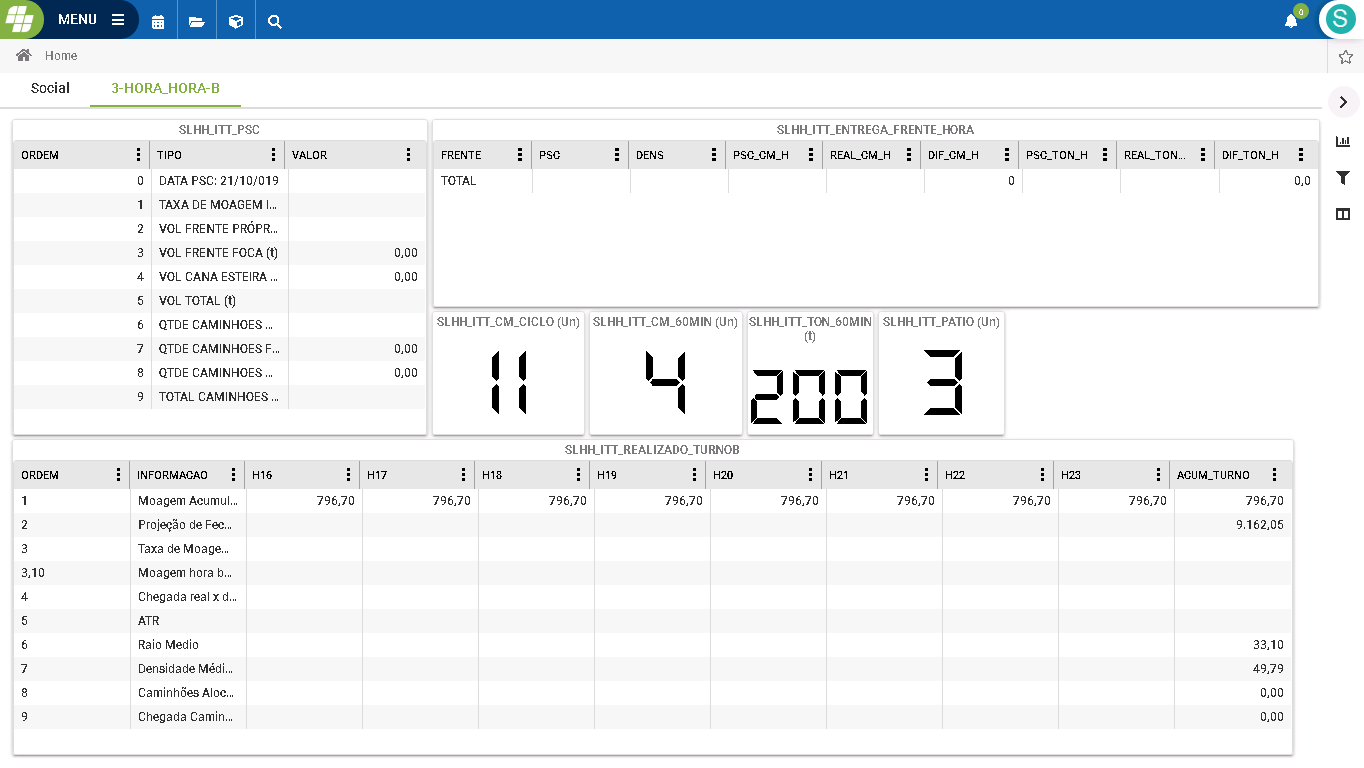 MENU
0
S
Home
Social 3-HORA_HORA-B
SLHH_ITT_PSC
ORDEM TIPO VALOR
0 DATA PSC: 21/10/019
1 TAXA DE MOAGEM I...
2 VOL FRENTE PRÓPR...
3 VOL FRENTE FOCA (t) 0,00
4 VOL CANA ESTEIRA ... 0,00
5 VOL TOTAL (t)
6 QTDE CAMINHOES ...
7 QTDE CAMINHOES F... 0,00
8 QTDE CAMINHOES ... 0,00
9 TOTAL CAMINHOES ...
SLHH_ITT_ENTREGA_FRENTE_HORA
FRENTE PSC DENS PSC_CM_H REAL_CM_H DIF_CM_H PSC_TON_H REAL_TON... DIF_TON_H
TOTAL 0 0,0
SLHH_ITT_CM_CICLO (Un)
11
SLHH_ITT_CM_60MIN (Un)
4
SLHH_ITT_TON_60MIN
(t)
200
SLHH_ITT_PATIO (Un)
3
SLHH_ITT_REALIZADO_TURNOB
ORDEM INFORMACAO H16 H17 H18 H19 H20 H21 H22 H23 ACUM_TURNO
1 Moagem Acumul... 796,70 796,70 796,70 796,70 796,70 796,70 796,70 796,70 796,70
2 Projeção de Fec... 9.162,05
3 Taxa de Moage...
3,10 Moagem hora b...
4 Chegada real x d...
5 ATR
6 Raio Medio 33,10
7 Densidade Médi... 49,79
8 Caminhões Aloc... 0,00
9 Chegada Camin... 0,00